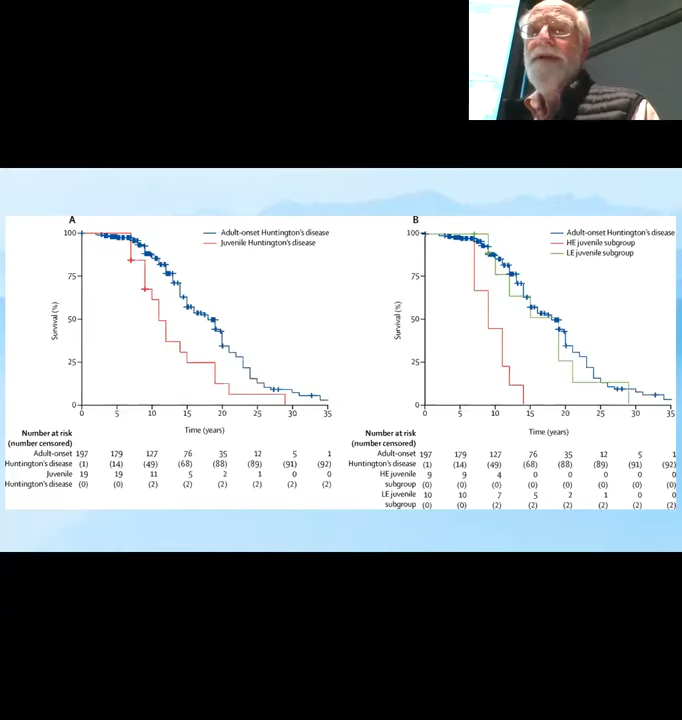 A
100
75
50
25
0
Survival (%)
Adult-onset Huntington's disease
Juvenile Huntington's disease
0 5 10 15 20 25 30 35
Time (years)
Number at risk
(number censored)
Adult-onset 197 179 127 76 35 12 5 1
Huntington's disease (1) (14) (49) (68) (88) (89) (91) (92)
Juvenile 19 19 11 5 2 1 0 0
Huntington's disease (0) (0) (2) (2) (2) (2) (2) (2)
B
100
75
50
25
0
Survival (%)
Adult-onset Huntington's disease
HE juvenile subgroup
LE juvenile subgroup
0 5 10 15 20 25 30 35
Time (years)
Number at risk
(number censored)
Adult-onset 197 179 127 76 35 12 5 1
Huntington's disease (1) (14) (49) (68) (88) (89) (91) (92)
HE juvenile 9 9 4 0 0 0 0 0
subgroup (0) (0) (0) (0) (0) (0) (0) (0)
LE juvenile 10 10 7 5 2 1 0 0
subgroup (0) (0) (2) (2) (2) (2) (2) (2)